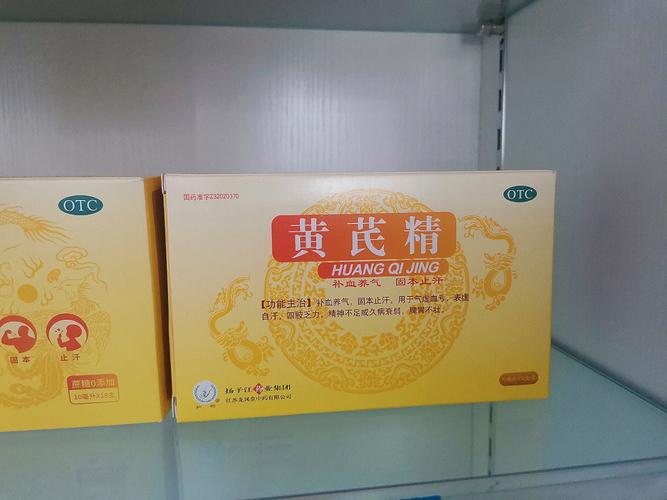 OTC
固本
止汗
蔗糖0添加
10毫升X18支
国药准字Z32020370
OTC
黄芪精
HUANG QI JING
补血养气 固本止汗
【功能主治】补血养气，固本止汗，用于气虚血亏，表虚
自汗，四肢乏力，精神不足或久病衰弱，脾胃不壮。
扬子江药业集团
江苏龙凤堂中药有限公司